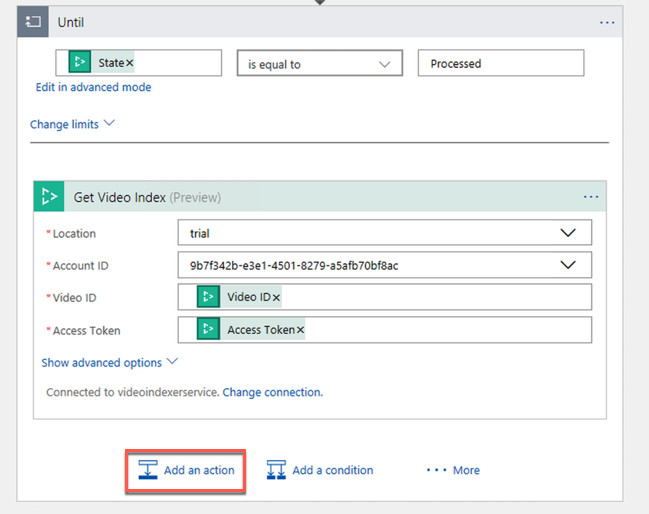 Until
State
is equal to
Processed
Edit in advanced mode
Change limits
Get Video Index (Preview)
* Location
trial
* Account ID
9b7f342b-e3e1-4501-8279-a5afb70bf8ac
* Video ID
Video ID
* Access Token
Access Token
Show advanced options
Connected to videoindexerservice. Change connection.
Add an action
Add a condition
More